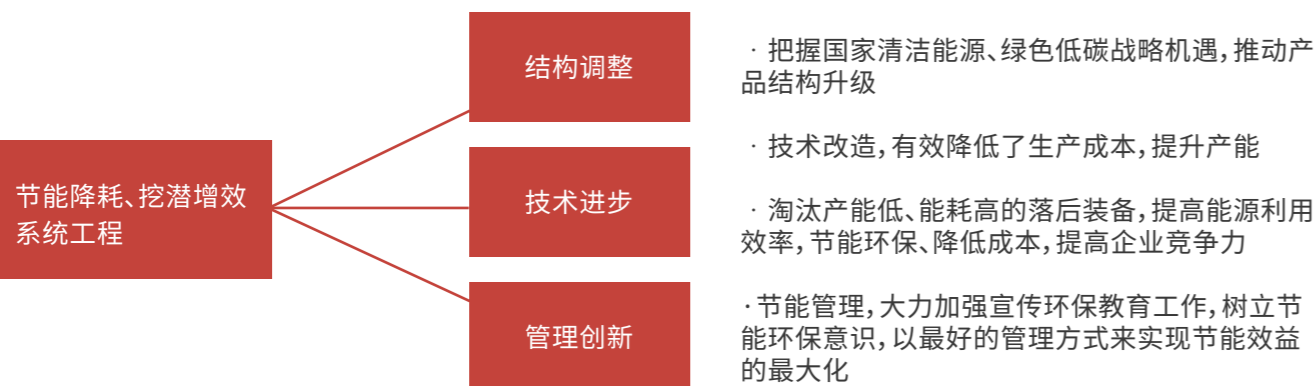 节能降耗、挖潜增效
系统工程
结构调整
· 把握国家清洁能源、绿色低碳战略机遇，推动产
品结构升级
技术进步
· 技术改造，有效降低了生产成本，提升产能
· 淘汰产能低、能耗高的落后装备，提高能源利用
效率，节能环保、降低成本，提高企业竞争力
管理创新
·节能管理，大力加强宣传环保教育工作，树立节
能环保意识，以最好的管理方式来实现节能效益
的最大化